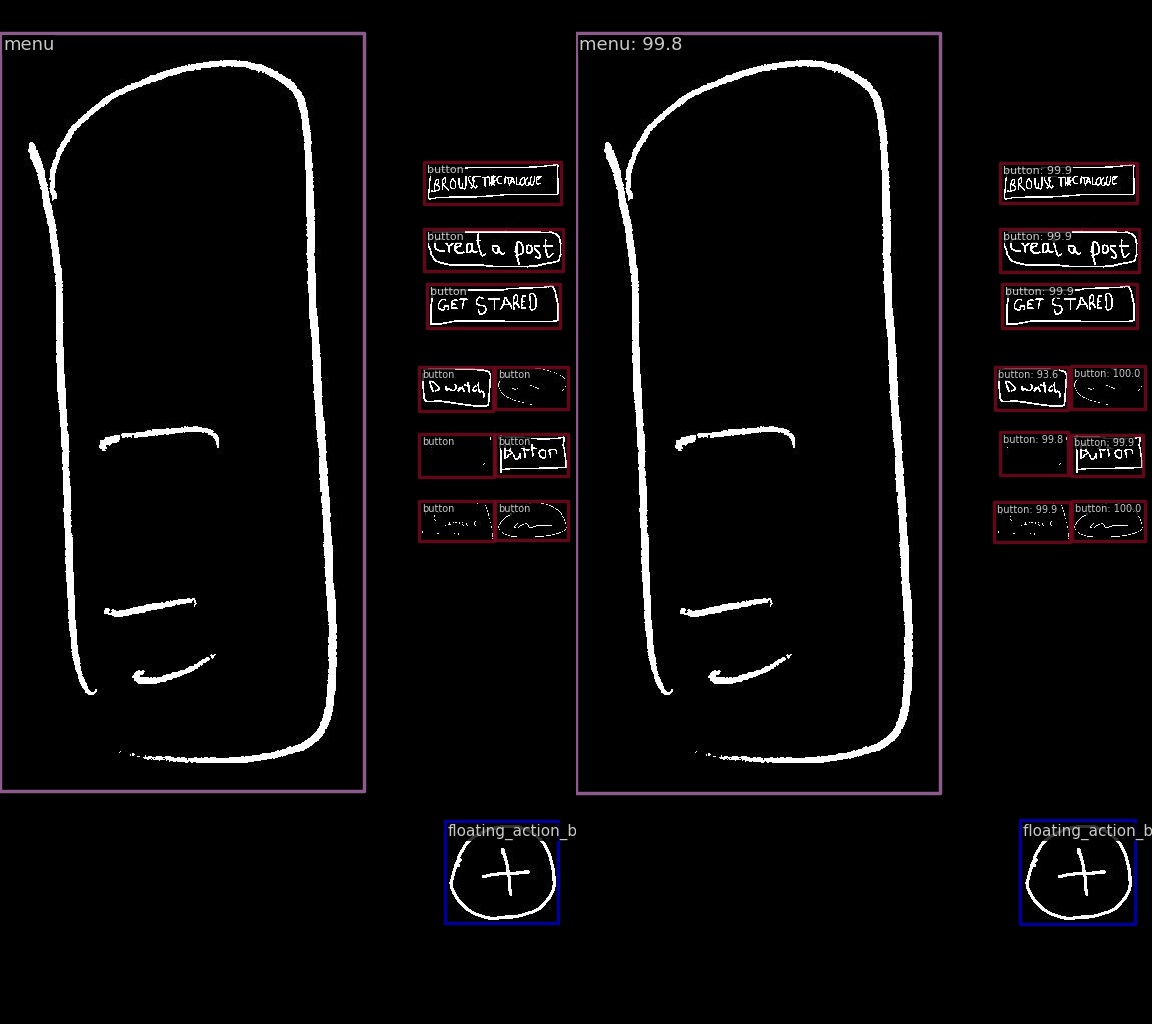 menu
menu: 99.8
button
BROWSE THE CATALOGUE
button: 99.9
BROWSE THE CATALOGUE
button
Creat a post
button: 99.9
Creat a post
button
GET STARED
button: 99.9
GET STARED
button
D watch
button
button: 93.6
D watch
button: 100.0
button
button
Button
button: 99.8
button: 99.9
Button
button
button
button: 99.9
button: 100.0
floating_action_b
floating_action_b